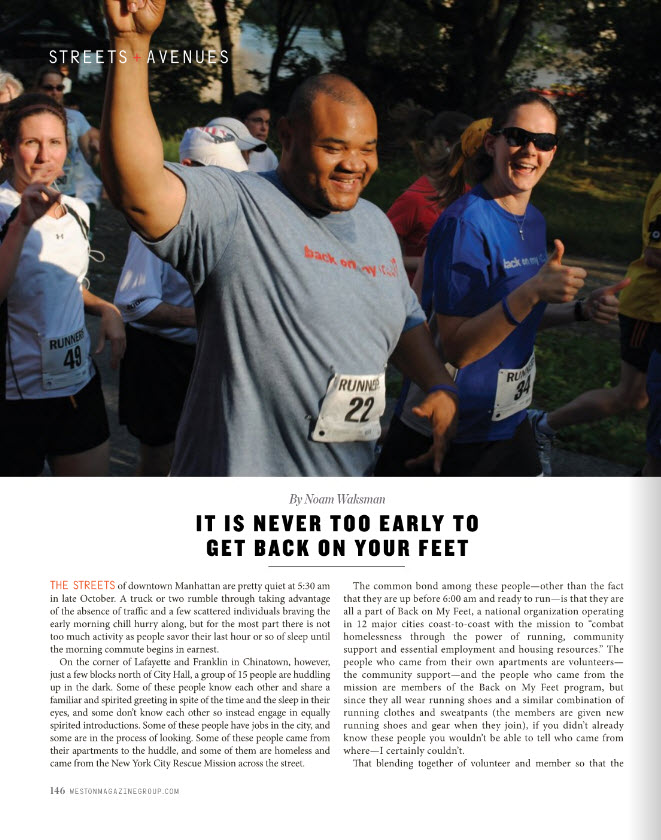 STREETS + AVENUES
back on my
back on my
RUNNER
49
RUNNER
22
RUNN
34
By Noam Waksman
IT IS NEVER TOO EARLY TO
GET BACK ON YOUR FEET
THE STREETS of downtown Manhattan are pretty quiet at 5:30 am
in late October. A truck or two rumble through taking advantage
of the absence of traffic and a few scattered individuals braving the
early morning chill hurry along, but for the most part there is not
too much activity as people savor their last hour or so of sleep until
the morning commute begins in earnest.
On the corner of Lafayette and Franklin in Chinatown, however,
just a few blocks north of City Hall, a group of 15 people are huddling
up in the dark. Some of these people know each other and share a
familiar and spirited greeting in spite of the time and the sleep in their
eyes, and some don't know each other so instead engage in equally
spirited introductions. Some of these people have jobs in the city, and
some are in the process of looking. Some of these people came from
their apartments to the huddle, and some of them are homeless and
came from the New York City Rescue Mission across the street.
The common bond among these people—other than the fact
that they are up before 6:00 am and ready to run—is that they are
all a part of Back on My Feet, a national organization operating
in 12 major cities coast-to-coast with the mission to "combat
homelessness through the power of running, community
support and essential employment and housing resources." The
people who came from their own apartments are volunteers—
the community support—and the people who came from the
mission are members of the Back on My Feet program, but
since they all wear running shoes and a similar combination of
running clothes and sweatpants (the members are given new
running shoes and gear when they join), if you didn't already
know these people you wouldn't be able to tell who came from
where—I certainly couldn't.
That blending together of volunteer and member so that the
146 WESTONMAGAZINEGROUP.COM